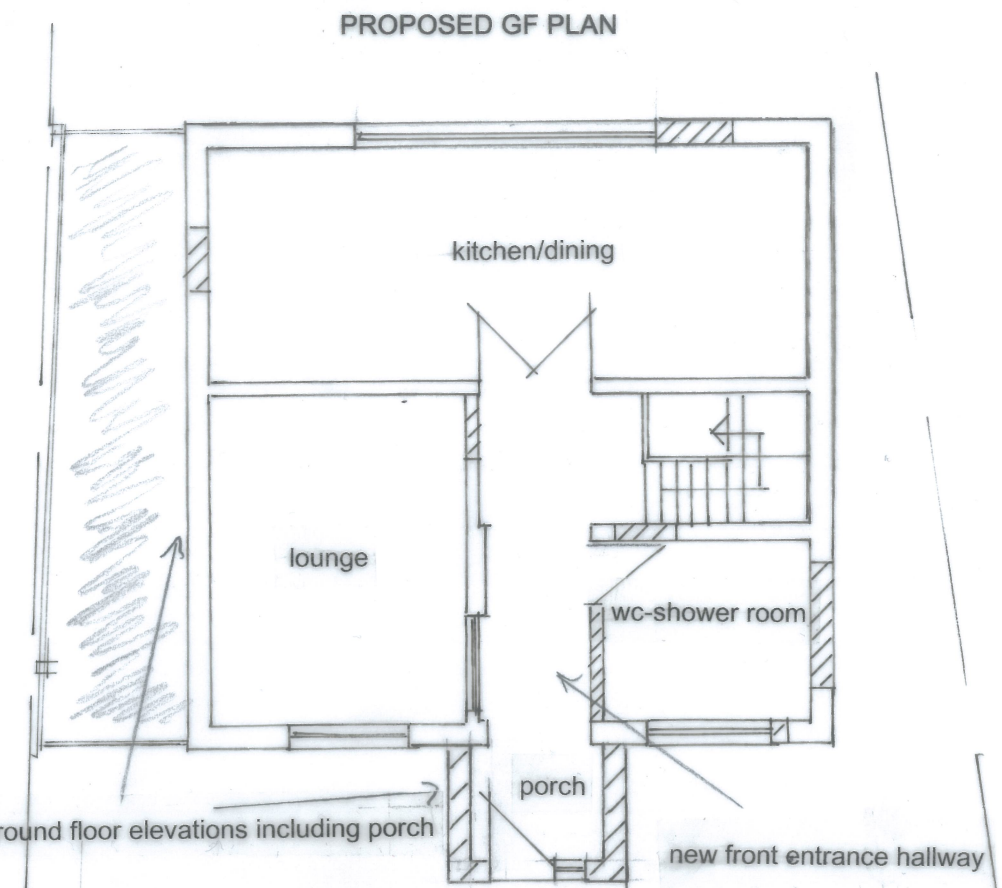 PROPOSED GF PLAN
kitchen/dining
lounge
wc-shower room
porch
round floor elevations including porch
new front entrance hallway